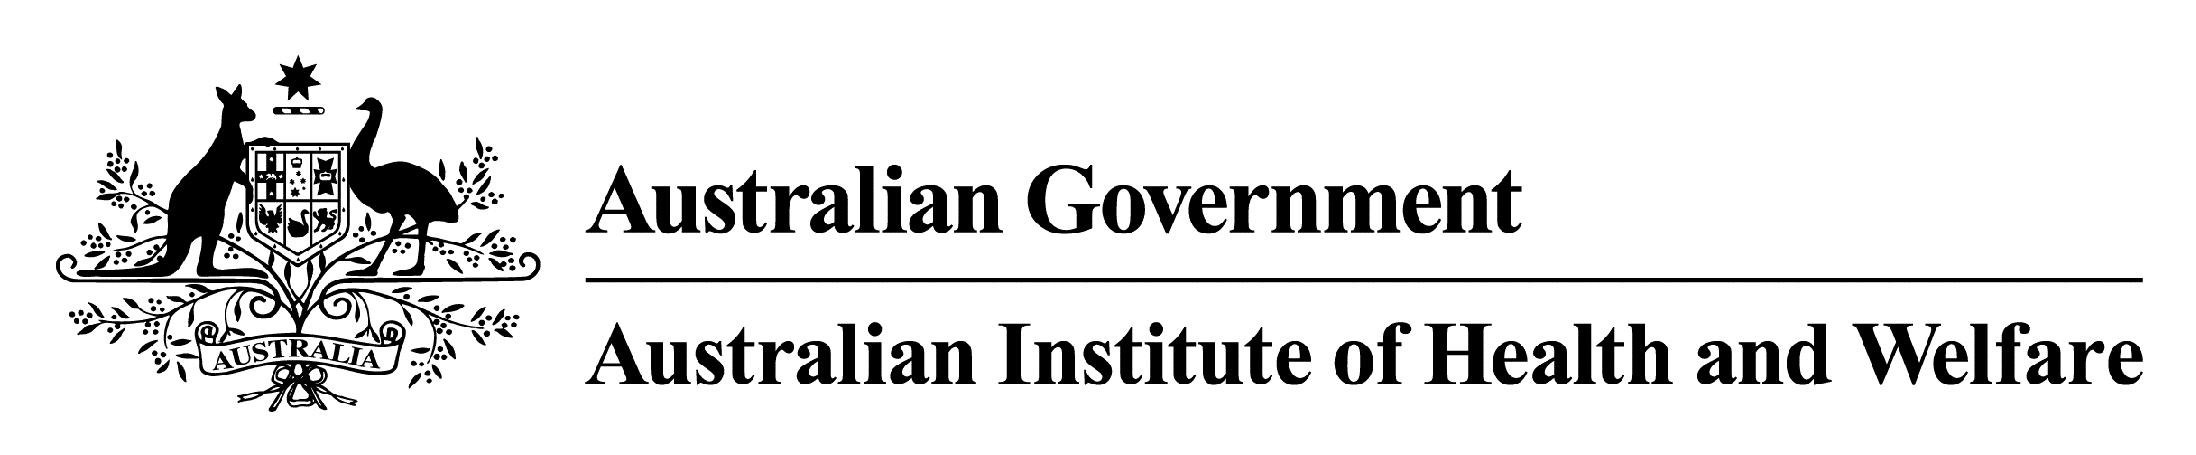 Australian Government
Australian Institute of Health and Welfare
AUSTRALIA